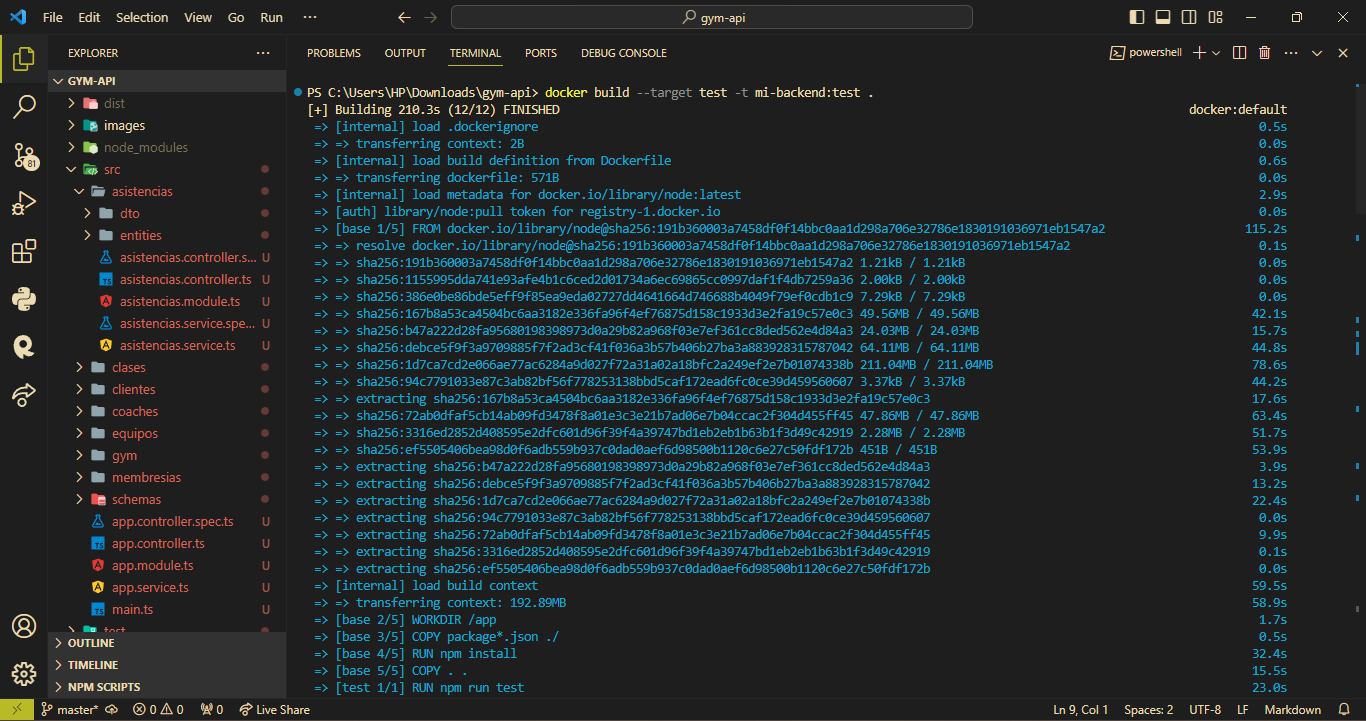 File Edit Selection View Go Run ··· gym-api
EXPLORER ···
GYM-API
dist
images
node_modules
src
asistencias
dto
entities
asistencias.controller.s... U
asistencias.controller.ts U
asistencias.module.ts U
asistencias.service.spe... U
asistencias.service.ts U
clases
clientes
coaches
equipos
gym
membresias
schemas
app.controller.spec.ts U
app.controller.ts U
app.module.ts U
app.service.ts U
main.ts U
test
OUTLINE
TIMELINE
NPM SCRIPTS
81
PROBLEMS OUTPUT TERMINAL PORTS DEBUG CONSOLE powershell
PS C:\Users\HP\Downloads\gym-api> docker build --target test -t mi-backend:test .
[+] Building 210.3s (12/12) FINISHED docker:default
=> [internal] load .dockerignore 0.5s
=> => transferring context: 2B 0.0s
=> [internal] load build definition from Dockerfile 0.6s
=> => transferring dockerfile: 571B 0.0s
=> [internal] load metadata for docker.io/library/node:latest 2.9s
=> [auth] library/node:pull token for registry-1.docker.io 0.0s
=> [base 1/5] FROM docker.io/library/node@sha256:191b360003a7458df0f14bbc0aa1d298a706e32786e1830191036971eb1547a2 115.2s
=> => resolve docker.io/library/node@sha256:191b360003a7458df0f14bbc0aa1d298a706e32786e1830191036971eb1547a2 0.1s
=> => sha256:191b360003a7458df0f14bbc0aa1d298a706e32786e1830191036971eb1547a2 1.21kB / 1.21kB 0.0s
=> => sha256:1155995dda741e93afe4b1c6ced2d01734a6ec69865cc0997daf1f4db7259a36 2.00kB / 2.00kB 0.0s
=> => sha256:386e0be86bde5eff9f85ea9eda02727dd4641664d746688b4049f79ef0cdb1c9 7.29kB / 7.29kB 0.0s
=> => sha256:167b8a53ca4504bc6aa3182e336fa96f4ef76875d158c1933d3e2fa19c57e0c3 49.56MB / 49.56MB 42.1s
=> => sha256:b47a222d28fa95680198398973d0a29b82a968f03e7ef361cc8ded562e4d84a3 24.03MB / 24.03MB 15.7s
=> => sha256:debce5f9f3a9709885f7f2ad3cf41f036a3b57b406b27ba3a883928315787042 64.11MB / 64.11MB 44.8s
=> => sha256:1d7ca7cd2e066ae77ac6284a9d027f72a31a02a18bfc2a249ef2e7b01074338b 211.04MB / 211.04MB 78.6s
=> => sha256:94c7791033e87c3ab82bf56f778253138bbd5caf172ead6fc0ce39d459560607 3.37kB / 3.37kB 44.2s
=> => extracting sha256:167b8a53ca4504bc6aa3182e336fa96f4ef76875d158c1933d3e2fa19c57e0c3 17.6s
=> => sha256:72ab0dfaf5cb14ab09fd3478f8a01e3c3e21b7ad06e7b04ccac2f304d455ff45 47.86MB / 47.86MB 63.4s
=> => sha256:3316ed2852d408595e2dfc601d96f39f4a39747bd1eb2eb1b63b1f3d49c42919 2.28MB / 2.28MB 51.7s
=> => sha256:ef5505406bea98d0f6adb559b937c0dad0aef6d98500b1120c6e27c50fdf172b 451B / 451B 53.9s
=> => extracting sha256:b47a222d28fa95680198398973d0a29b82a968f03e7ef361cc8ded562e4d84a3 3.9s
=> => extracting sha256:debce5f9f3a9709885f7f2ad3cf41f036a3b57b406b27ba3a883928315787042 13.2s
=> => extracting sha256:1d7ca7cd2e066ae77ac6284a9d027f72a31a02a18bfc2a249ef2e7b01074338b 22.4s
=> => extracting sha256:94c7791033e87c3ab82bf56f778253138bbd5caf172ead6fc0ce39d459560607 0.0s
=> => extracting sha256:72ab0dfaf5cb14ab09fd3478f8a01e3c3e21b7ad06e7b04ccac2f304d455ff45 9.9s
=> => extracting sha256:3316ed2852d408595e2dfc601d96f39f4a39747bd1eb2eb1b63b1f3d49c42919 0.1s
=> => extracting sha256:ef5505406bea98d0f6adb559b937c0dad0aef6d98500b1120c6e27c50fdf172b 0.0s
=> [internal] load build context 59.5s
=> => transferring context: 192.89MB 58.9s
=> [base 2/5] WORKDIR /app 1.7s
=> [base 3/5] COPY package*.json ./ 0.5s
=> [base 4/5] RUN npm install 32.4s
=> [base 5/5] COPY . . 15.5s
=> [test 1/1] RUN npm run test 23.0s
master* 0 0 0 Live Share Ln 9, Col 1 Spaces: 2 UTF-8 LF Markdown